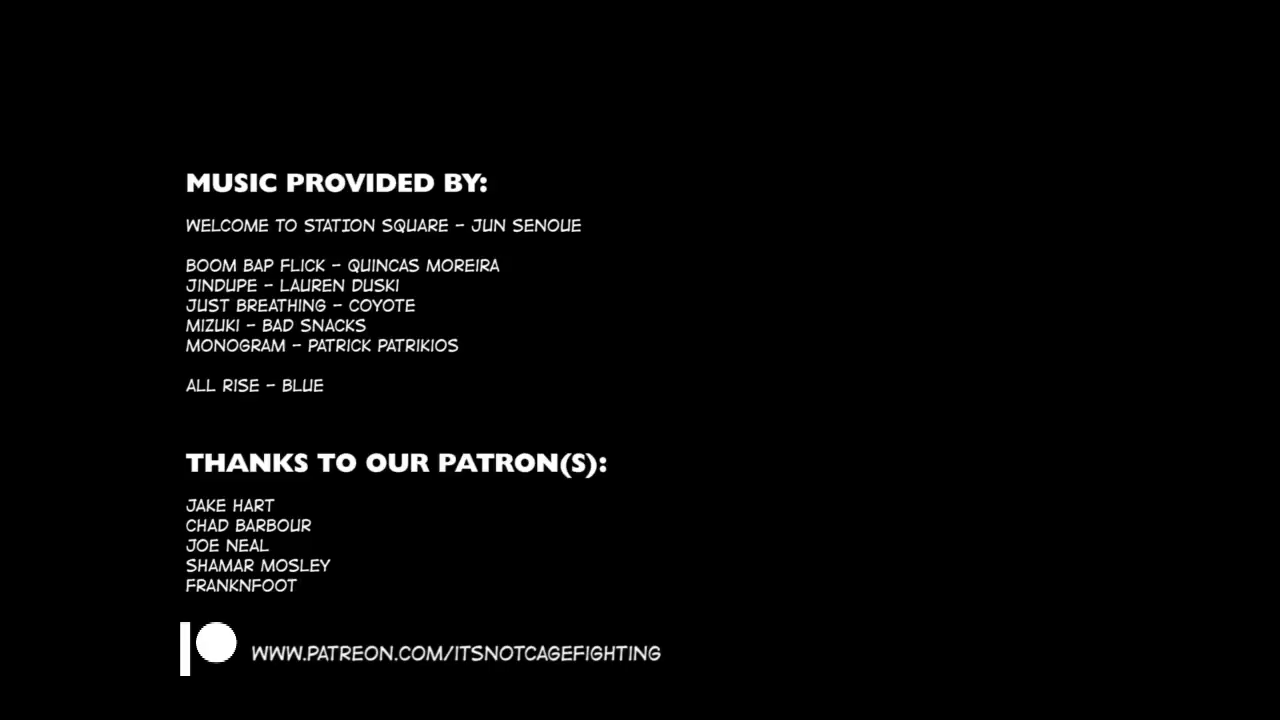 MUSIC PROVIDED BY:
WELCOME TO STATION SQUARE - JUN SENOUE
BOOM BAP FLICK - QUINCAS MOREIRA
JINDUPE - LAUREN DUSKI
JUST BREATHING - COYOTE
MIZUKI - BAD SNACKS
MONOGRAM - PATRICK PATRIKIOS
ALL RISE - BLUE
THANKS TO OUR PATRON(S):
JAKE HART
CHAD BARBOUR
JOE NEAL
SHAMAR MOSLEY
FRANKNFOOT
WWW.PATREON.COM/ITSNOTCAGEFIGHTING